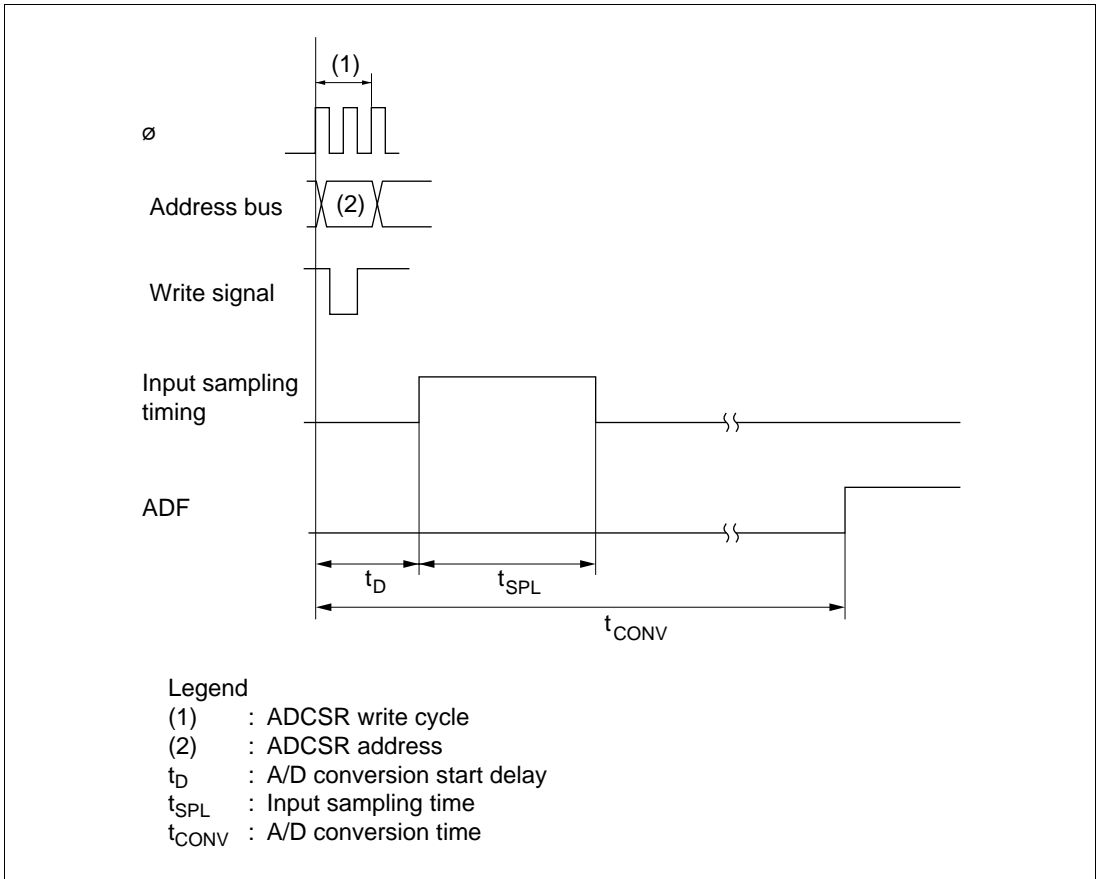 (1)
ø
Address bus
(2)
Write signal
Input sampling
timing
ADF
tD
tSPL
tCONV
Legend
(1) : ADCSR write cycle
(2) : ADCSR address
tD : A/D conversion start delay
tSPL : Input sampling time
tCONV : A/D conversion time